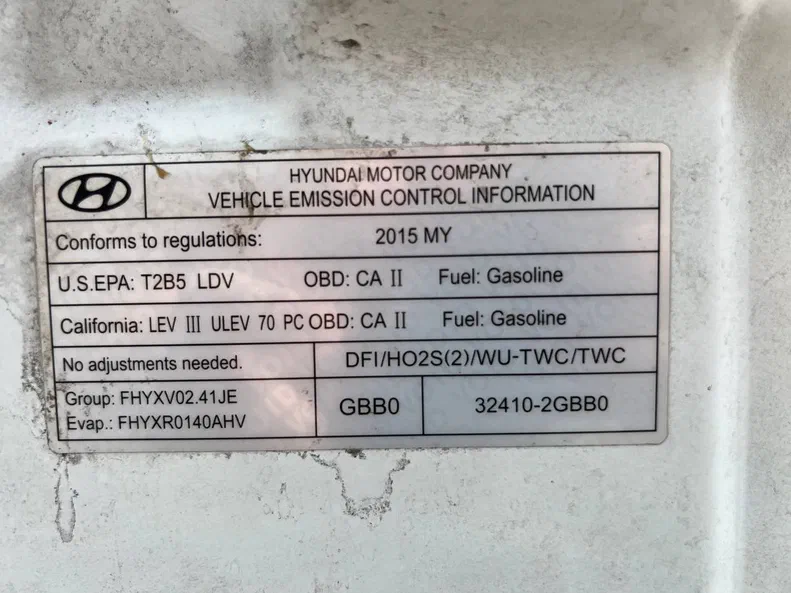 HYUNDAI MOTOR COMPANY
VEHICLE EMISSION CONTROL INFORMATION
Conforms to regulations: 2015 MY
U.S.EPA: T2B5 LDV OBD: CA II Fuel: Gasoline
California: LEV III ULEV 70 PC OBD: CA II Fuel: Gasoline
No adjustments needed. DFI/HO2S(2)/WU-TWC/TWC
Group: FHYXV02.41JE
Evap.: FHYXR0140AHV
GBB0 32410-2GBB0